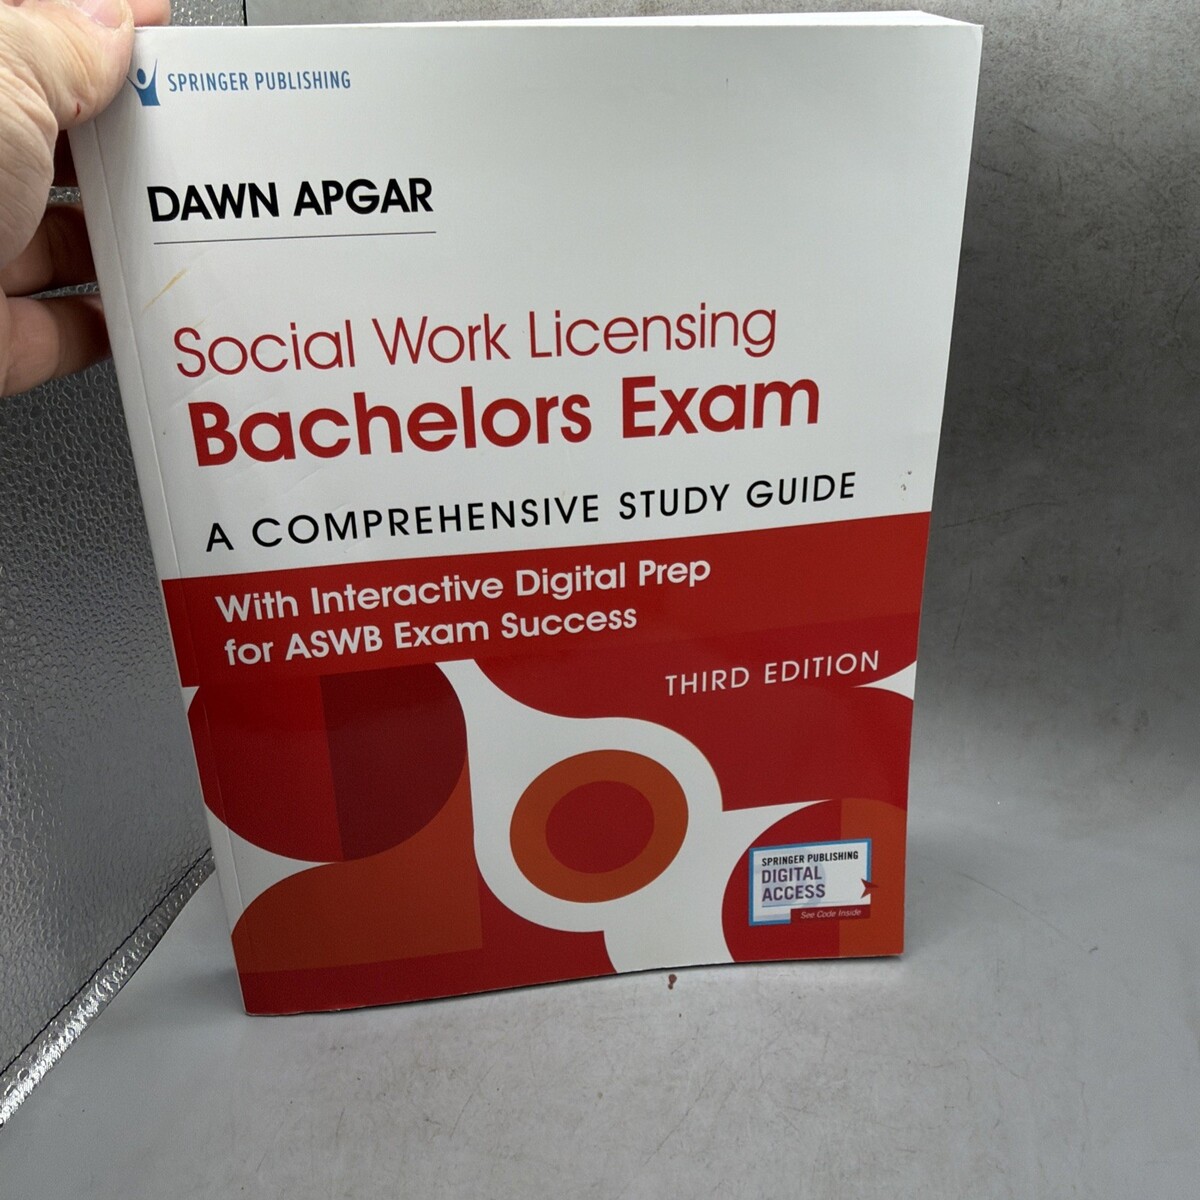 SPRINGER PUBLISHING
DAWN APGAR
Social Work Licensing
Bachelors Exam
A COMPREHENSIVE STUDY GUIDE
With Interactive Digital Prep
for ASWB Exam Success
THIRD EDITION
SPRINGER PUBLISHING
DIGITAL
ACCESS
See Code Inside